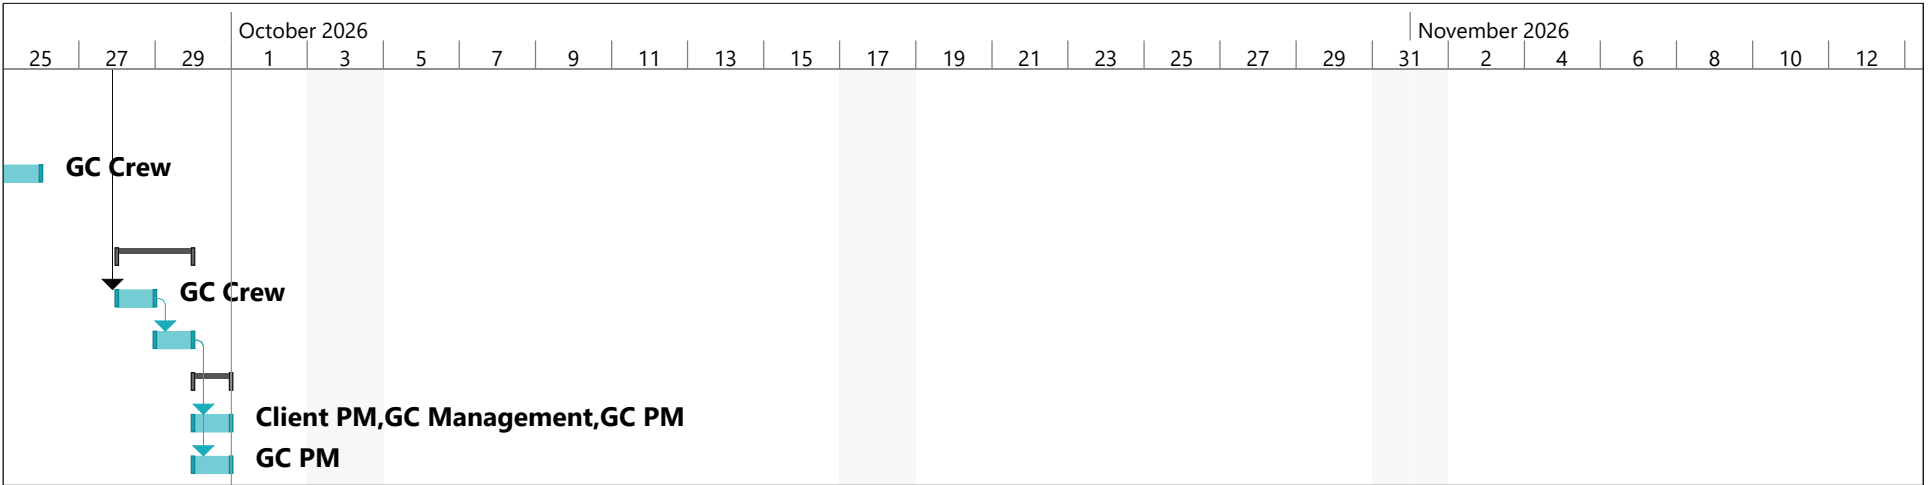 October 2026 November 2026
25 27 29 1 3 5 7 9 11 13 15 17 19 21 23 25 27 29 31 2 4 6 8 10 12
GC Crew
GC Crew
Client PM,GC Management,GC PM
GC PM